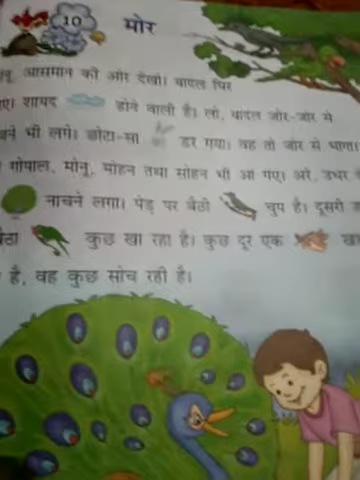 10 मोर
आसमान की ओर देखो। बादल घिर
शायद होने वाली है। लो, बादल जोर-जोर से
भी लगे। छोटा-सा डर गया। वह तो जोर से भागा।
गोपाल, मोनू, मोहन तथा सोहन भी आ गए। अरे, उधर
नाचने लगा। पेड़ पर बैठी चुप है। दूसरी
कुछ खा रहा है। कुछ दूर एक
है, वह कुछ सोच रही है।